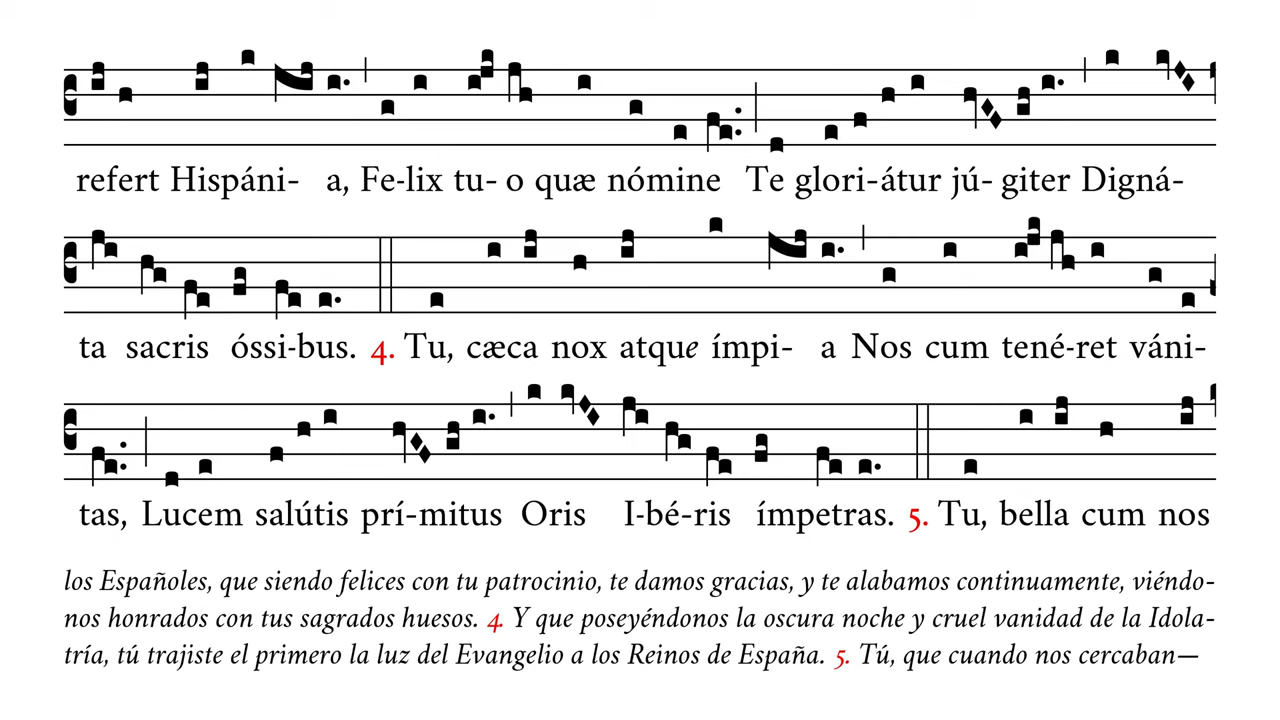 refert Hispáni- a, Fe-lix tu- o quæ nómine Te glori-átur jú- giter Digná-
ta sacris óssi-bus. 4. Tu, cæca nox atque ímpi- a Nos cum tené-ret váni-
tas, Lucem salútis prí-mitus Oris I-bé-ris ímpetras. 5. Tu, bella cum nos
los Españoles, que siendo felices con tu patrocinio, te damos gracias, y te alabamos continuamente, viéndo-
nos honrados con tus sagrados huesos. 4. Y que poseyéndonos la oscura noche y cruel vanidad de la Idola-
tría, tú trajiste el primero la luz del Evangelio a los Reinos de España. 5. Tú, que cuando nos cercaban—